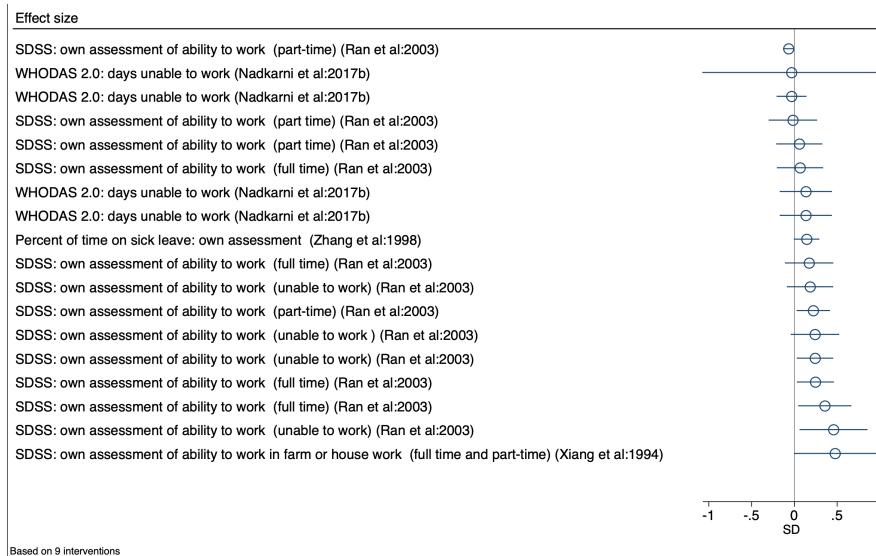 Effect size
SDSS: own assessment of ability to work (part-time) (Ran et al:2003)
WHODAS 2.0: days unable to work (Nadkarni et al:2017b)
WHODAS 2.0: days unable to work (Nadkarni et al:2017b)
SDSS: own assessment of ability to work (part time) (Ran et al:2003)
SDSS: own assessment of ability to work (part time) (Ran et al:2003)
SDSS: own assessment of ability to work (full time) (Ran et al:2003)
WHODAS 2.0: days unable to work (Nadkarni et al:2017b)
WHODAS 2.0: days unable to work (Nadkarni et al:2017b)
Percent of time on sick leave: own assessment (Zhang et al:1998)
SDSS: own assessment of ability to work (full time) (Ran et al:2003)
SDSS: own assessment of ability to work (unable to work) (Ran et al:2003)
SDSS: own assessment of ability to work (part-time) (Ran et al:2003)
SDSS: own assessment of ability to work (unable to work ) (Ran et al:2003)
SDSS: own assessment of ability to work (unable to work) (Ran et al:2003)
SDSS: own assessment of ability to work (full time) (Ran et al:2003)
SDSS: own assessment of ability to work (full time) (Ran et al:2003)
SDSS: own assessment of ability to work (unable to work) (Ran et al:2003)
SDSS: own assessment of ability to work in farm or house work (full time and part-time) (Xiang et al:1994)
-1 -.5 0 .5
SD
Based on 9 interventions